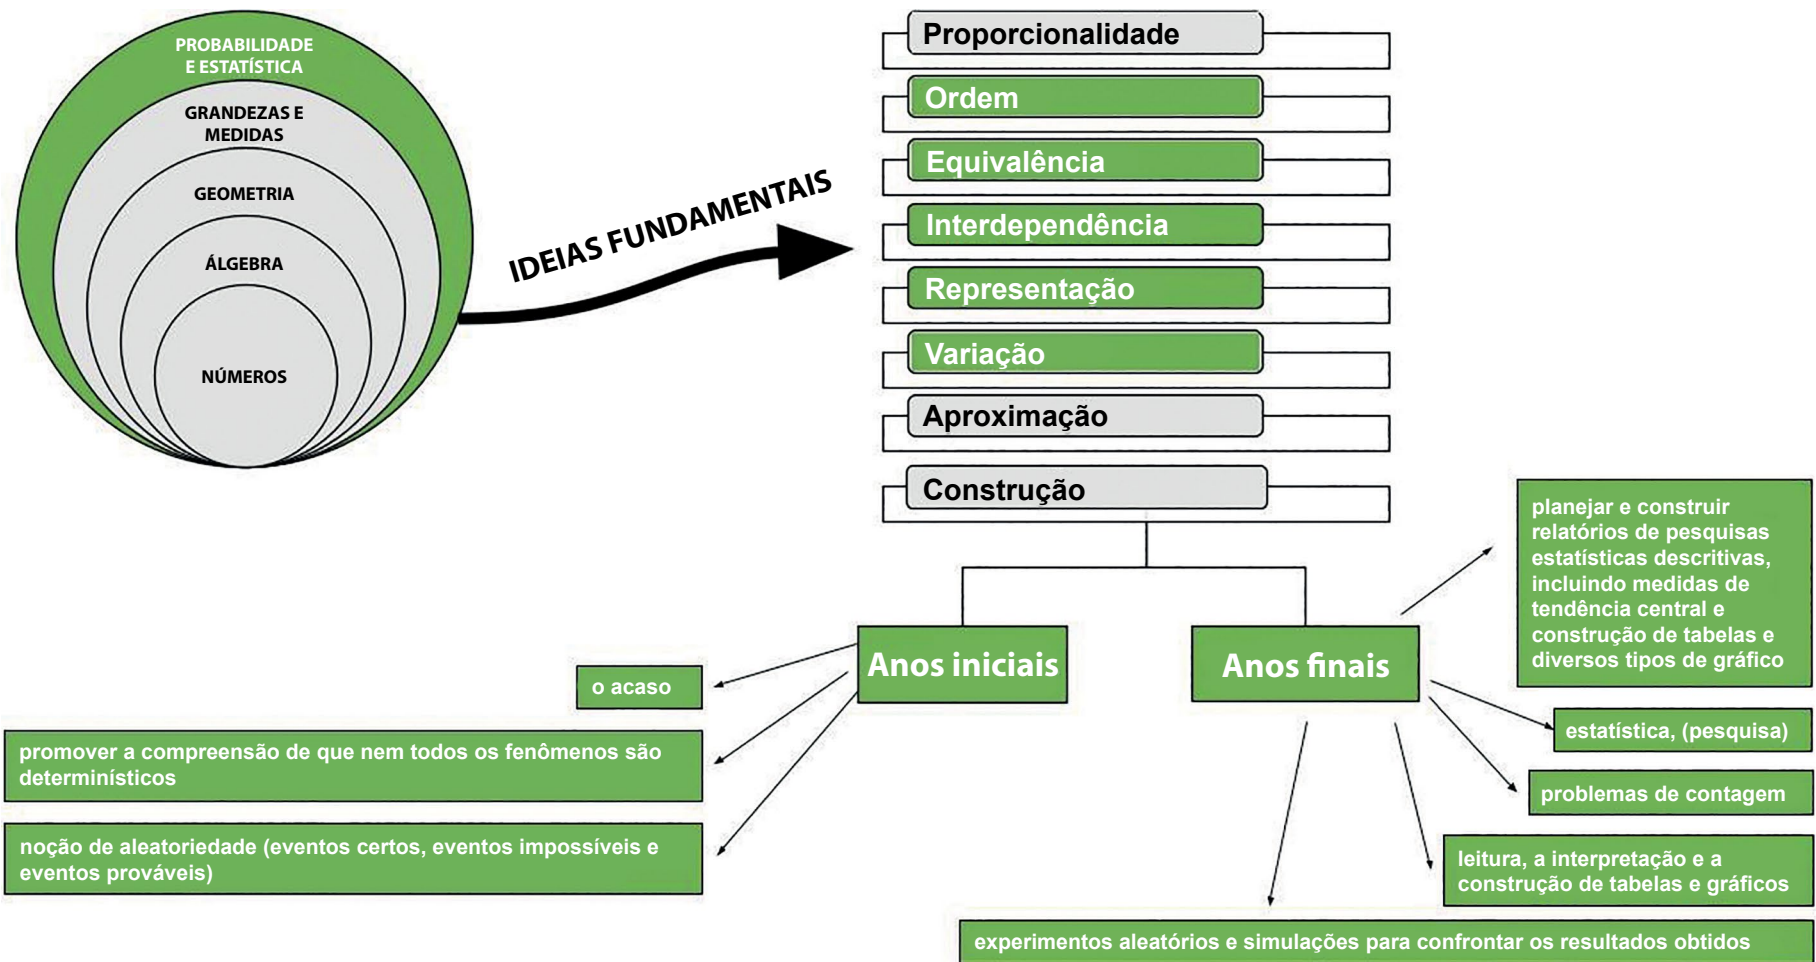 PROBABILIDADE
E ESTATÍSTICA
GRANDEZAS E
MEDIDAS
GEOMETRIA
ÁLGEBRA
NÚMEROS
IDEIAS FUNDAMENTAIS
Proporcionalidade
Ordem
Equivalência
Interdependência
Representação
Variação
Aproximação
Construção
Anos iniciais
o acaso
promover a compreensão de que nem todos os fenômenos são
determinísticos
noção de aleatoriedade (eventos certos, eventos impossíveis e
eventos prováveis)
Anos finais
planejar e construir
relatórios de pesquisas
estatísticas descritivas,
incluindo medidas de
tendência central e
construção de tabelas e
diversos tipos de gráfico
estatística, (pesquisa)
problemas de contagem
leitura, a interpretação e a
construção de tabelas e gráficos
experimentos aleatórios e simulações para confrontar os resultados obtidos